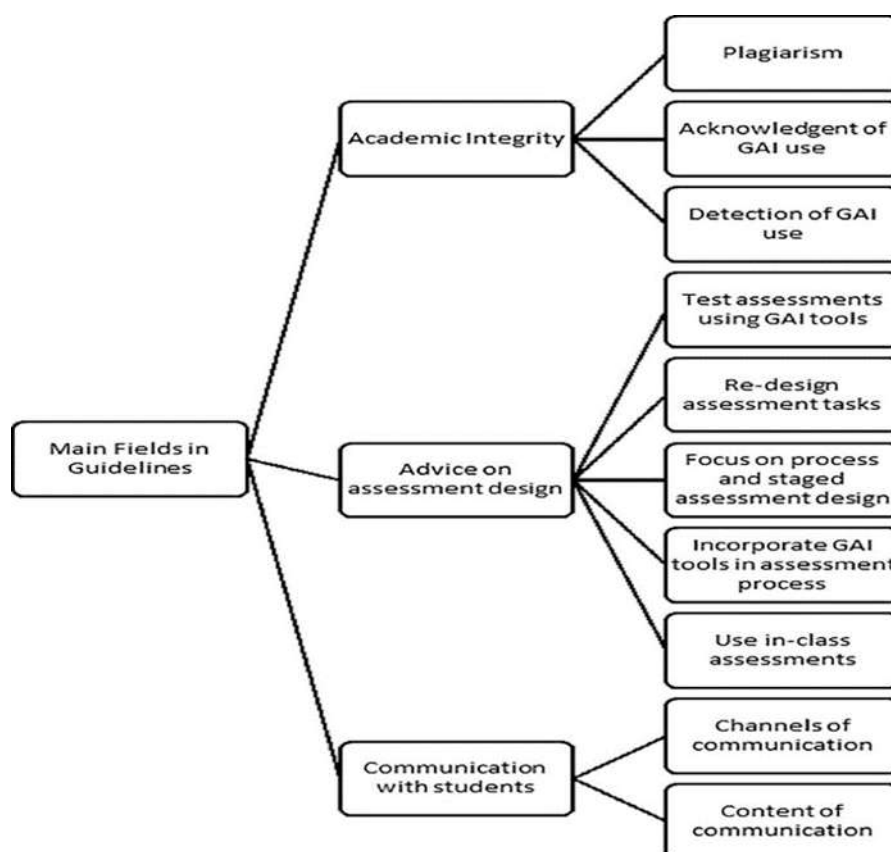 Main Fields in
Guidelines
Academic Integrity
Plagiarism
Acknowledgent of
GAI use
Detection of GAI
use
Advice on
assessment design
Test assessments
using GAI tools
Re-design
assessment tasks
Focus on process
and staged
assessment design
Incorporate GAI
tools in assessment
process
Use in-class
assessments
Communication
with students
Channels of
communication
Content of
communication